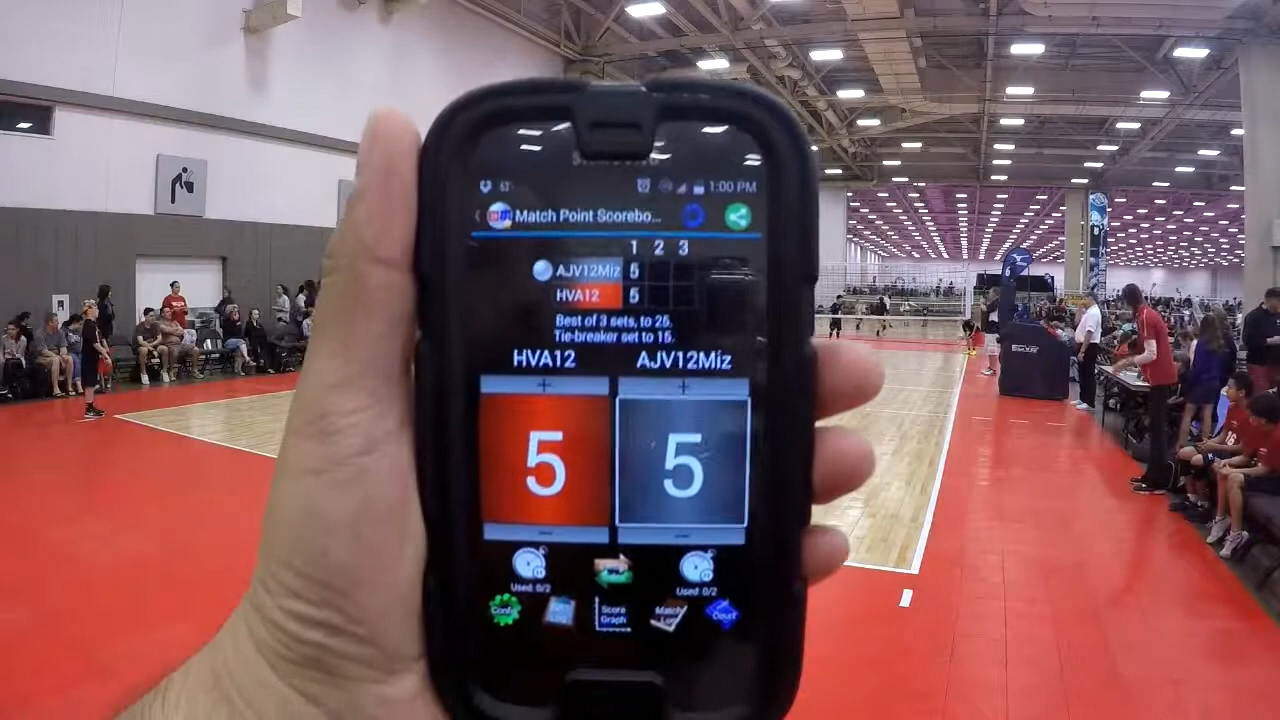 63°
1:00 PM
Match Point Scorebo...
1 2 3
AJV12Miz 5
HVA12 5
Best of 3 sets, to 25.
Tie-breaker set to 15.
HVA12 AJV12Miz
+ +
5 5
Used: 0/2 Used: 0/2
Score
Graph